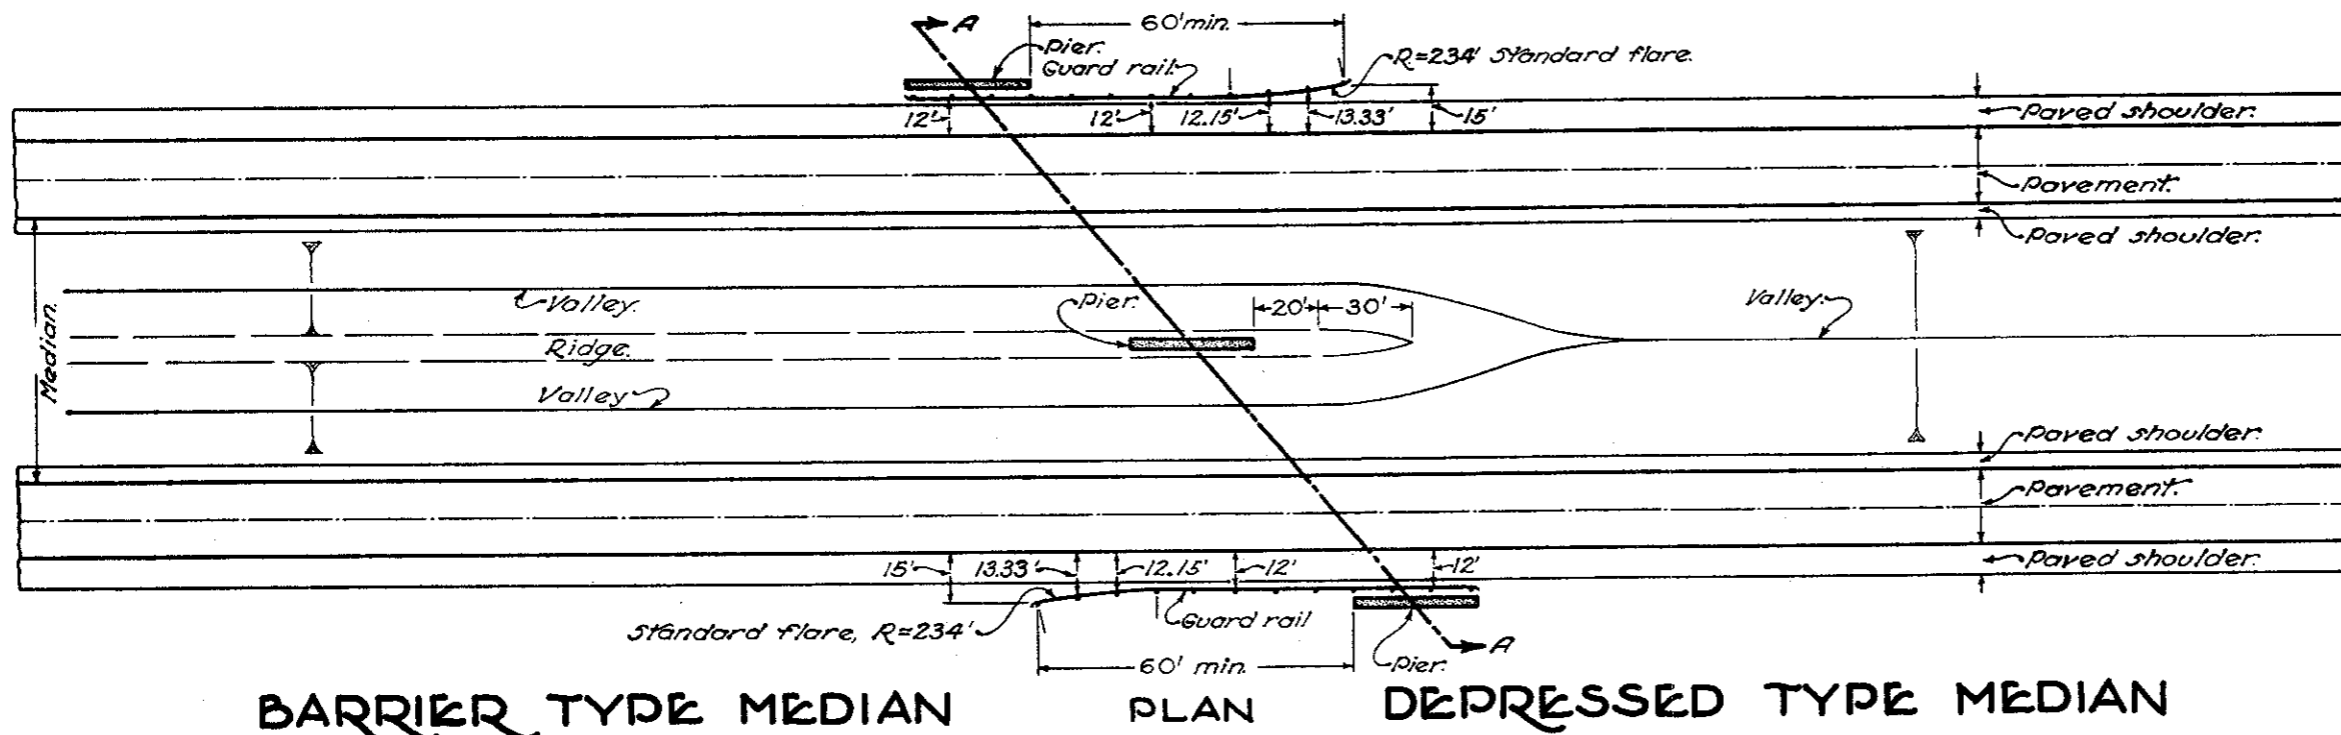 A
60' min.
Pier.
Guard rail.
R=234' Standard flare.
12'
12'
12.15'
13.33'
15'
Paved shoulder.
Pavement.
Paved shoulder.
Median.
Valley.
Pier.
20'
30'
Valley.
Ridge.
Valley
Paved shoulder.
Pavement.
Paved shoulder.
15'
13.33'
12.15'
12'
12'
Standard flare, R=234'
Guard rail
A
60' min.
Pier.
BARRIER TYPE MEDIAN
PLAN
DEPRESSED TYPE MEDIAN